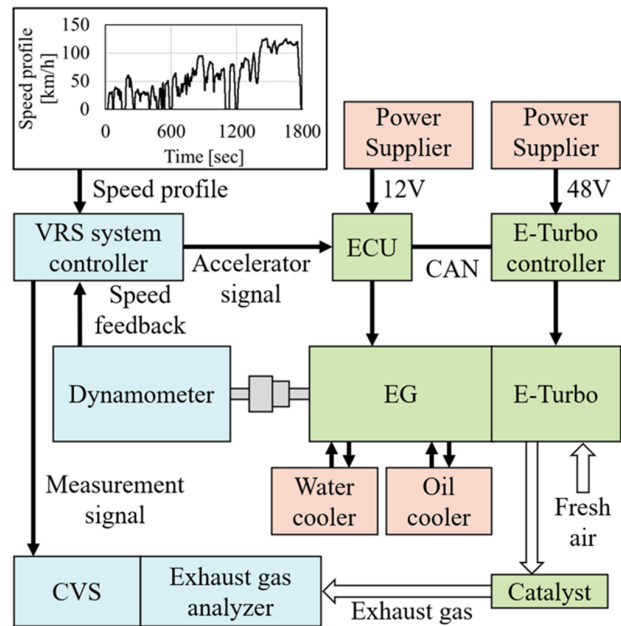 Speed profile
[km/h]
150
100
50
0
0 600 1200 1800
Time [sec]
Power
Supplier
Power
Supplier
Speed profile
12V
48V
VRS system
controller
Accelerator
signal
ECU
CAN
E-Turbo
controller
Speed
feedback
Dynamometer
EG
E-Turbo
Measurement
signal
Water
cooler
Oil
cooler
Fresh
air
CVS
Exhaust gas
analyzer
Exhaust gas
Catalyst